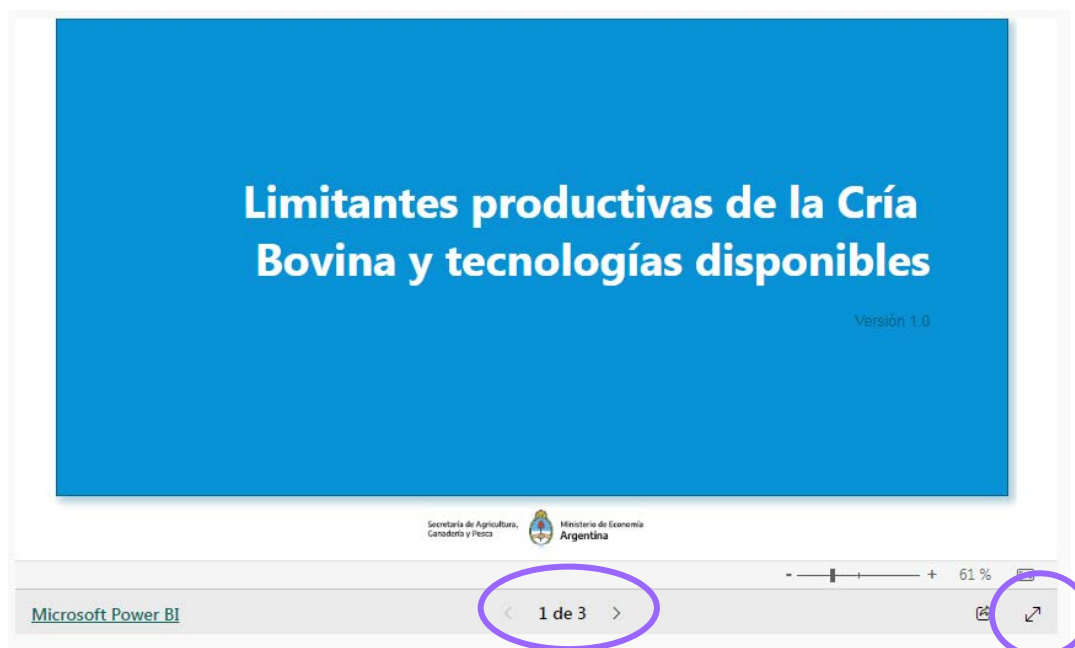 Limitantes productivas de la Cría
Bovina y tecnologías disponibles
Versión 1.0
Secretaría de Agricultura,
Ganadería y Pesca
Ministerio de Economía
Argentina
- + 61 %
Microsoft Power BI
< 1 de 3 >